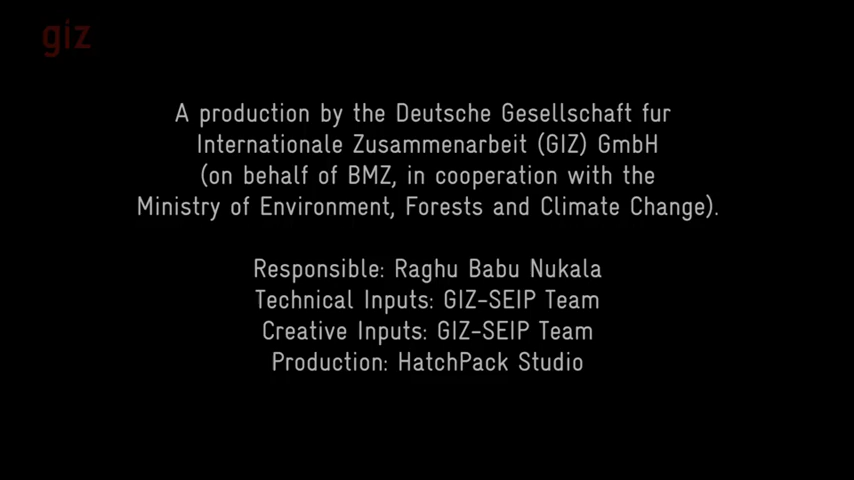 giz
A production by the Deutsche Gesellschaft fur
Internationale Zusammenarbeit (GIZ) GmbH
(on behalf of BMZ, in cooperation with the
Ministry of Environment, Forests and Climate Change).
Responsible: Raghu Babu Nukala
Technical Inputs: GIZ-SEIP Team
Creative Inputs: GIZ-SEIP Team
Production: HatchPack Studio